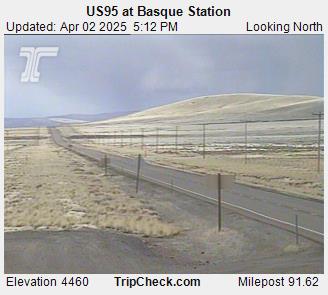 US95 at Basque Station
Updated: Apr 02 2025 5:12 PM Looking North
Elevation 4460 TripCheck.com Milepost 91.62